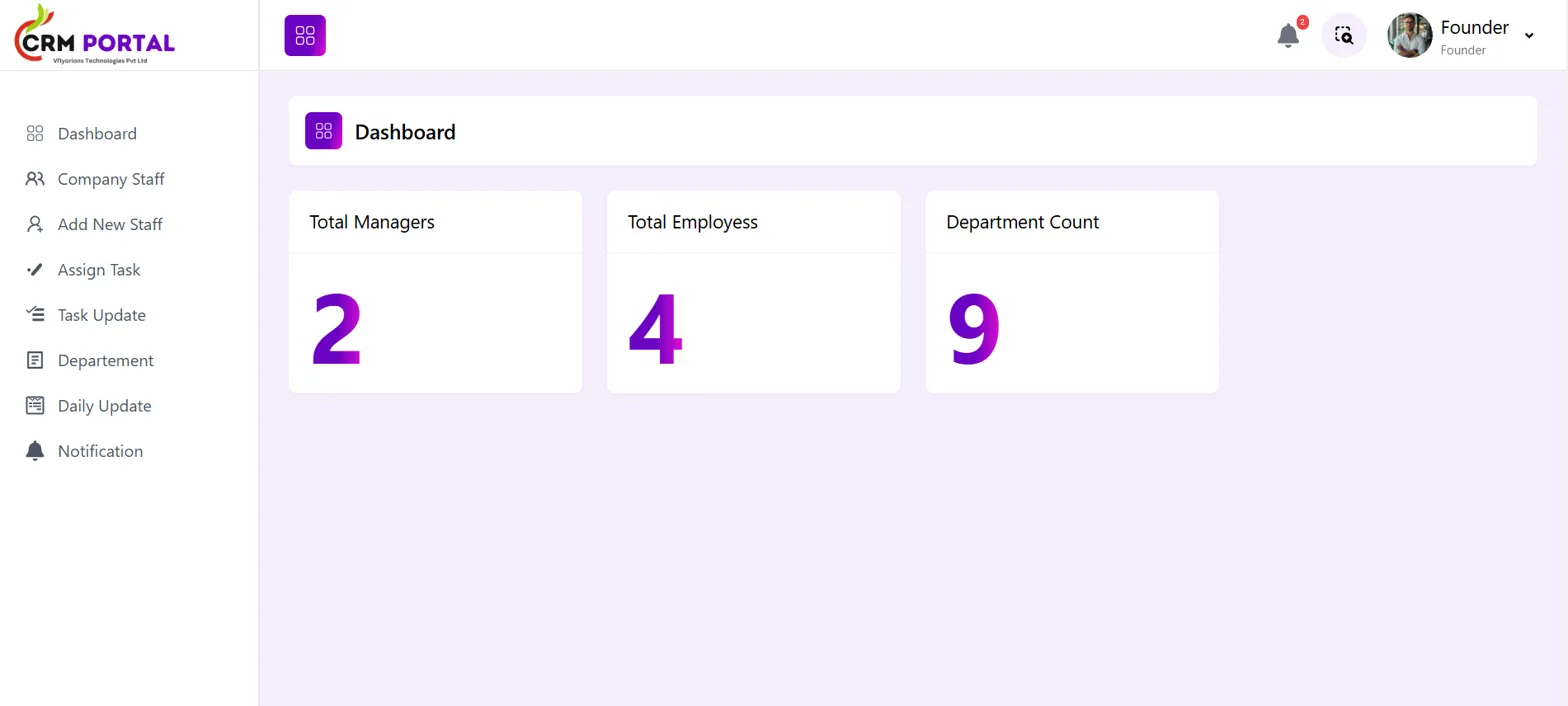 CRM PORTAL
Vflyorions Technologies Pvt Ltd
2
Founder
Founder
Dashboard
Company Staff
Add New Staff
Assign Task
Task Update
Departement
Daily Update
Notification
Dashboard
Total Managers
2
Total Employess
4
Department Count
9